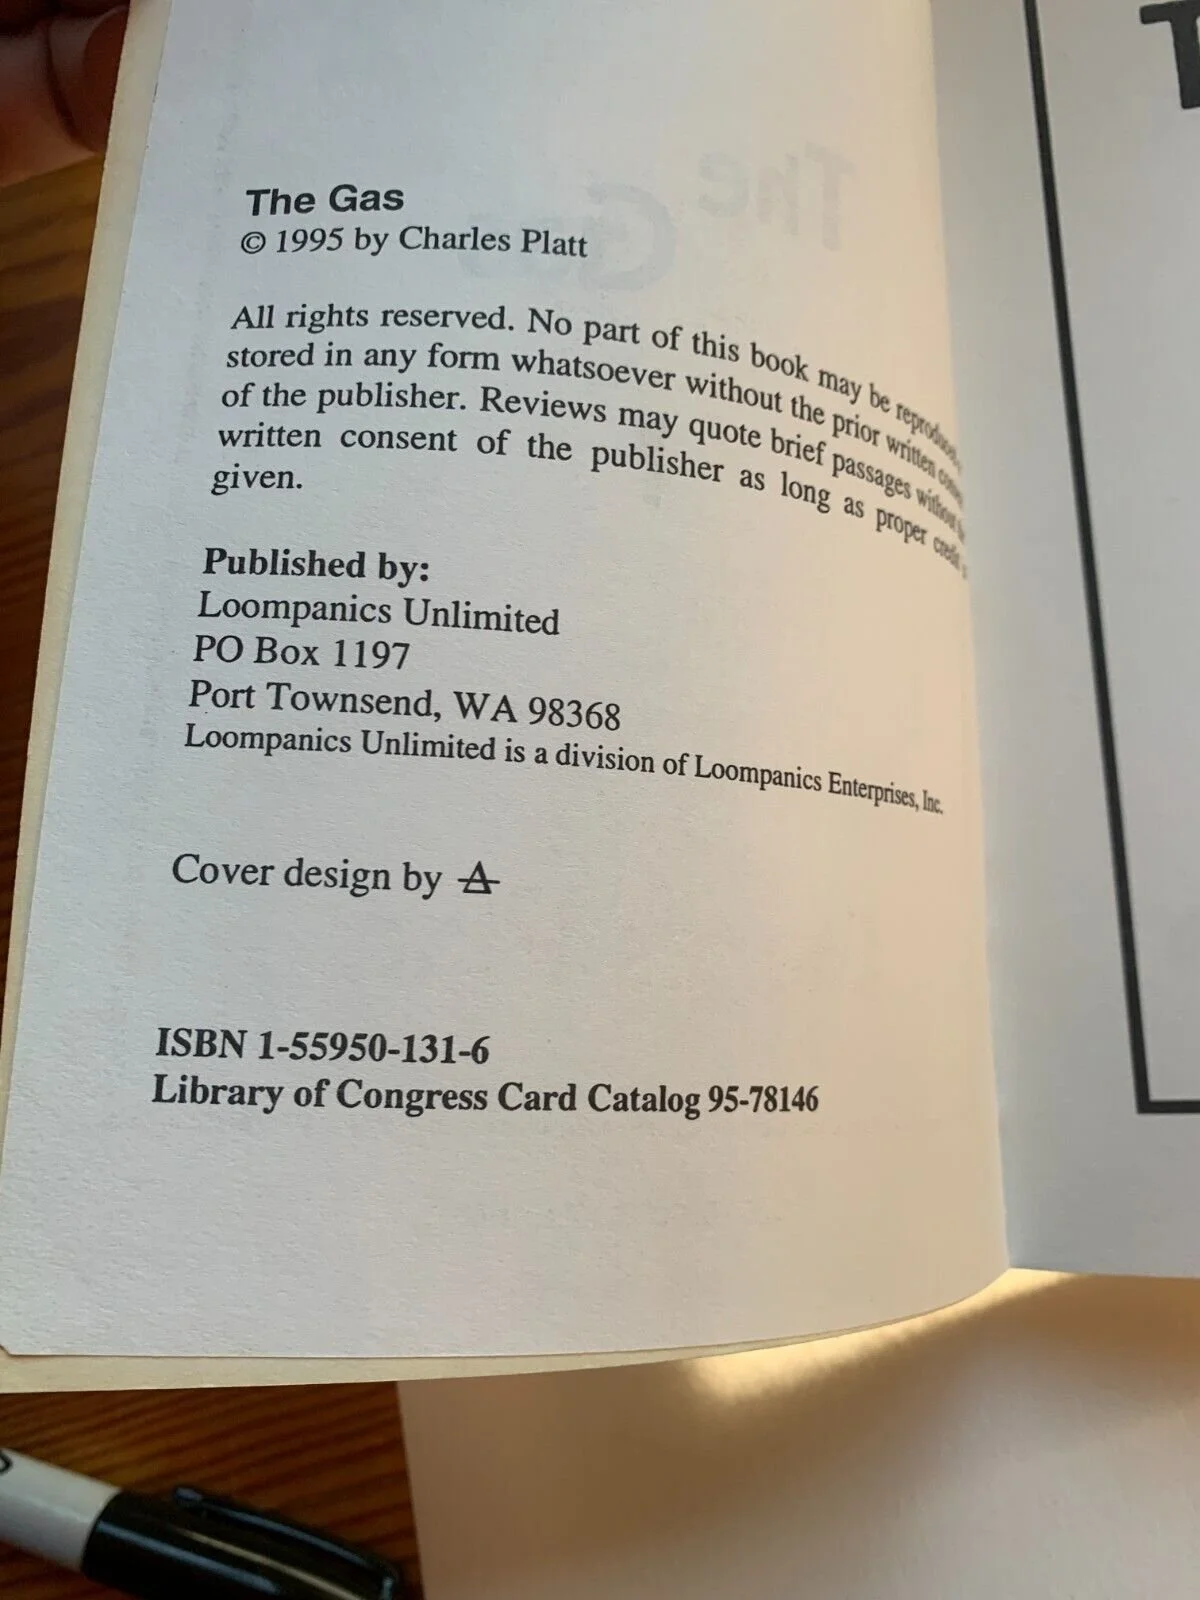 The Gas
© 1995 by Charles Platt
All rights reserved. No part of this book may be
stored in any form whatsoever without the prior written
of the publisher. Reviews may quote brief passages without
written consent of the publisher as long as proper credit
given.
Published by:
Loompanics Unlimited
PO Box 1197
Port Townsend, WA 98368
Loompanics Unlimited is a division of Loompanics Enterprises, Inc.
Cover design by
ISBN 1-55950-131-6
Library of Congress Card Catalog 95-78146